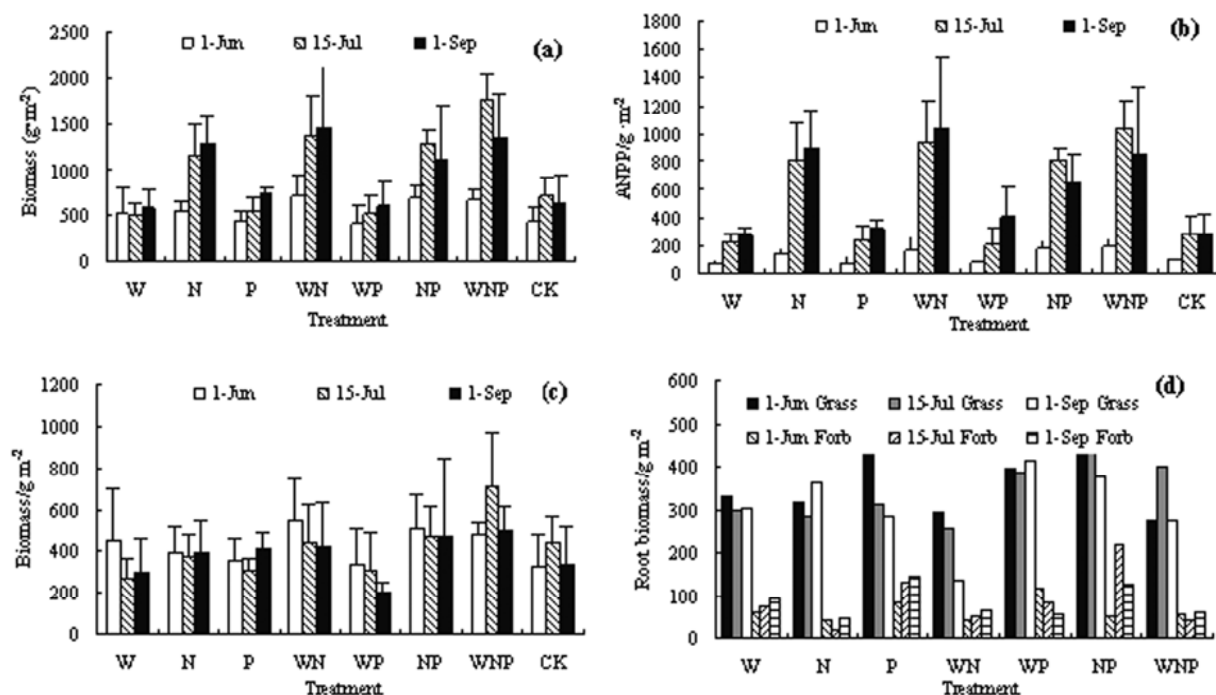 1-Jun 15-Jul 1-Sep (a)
Biomass (g·m⁻²)
2500
2000
1500
1000
500
0
W N P WN WP NP WNP CK
Treatment
1-Jun 15-Jul 1-Sep (b)
ANPP/g ·m⁻²
1800
1600
1400
1200
1000
800
600
400
200
0
W N P WN WP NP WNP CK
Treatment
1-Jun 15-Jul 1-Sep (c)
Biomass/g m⁻²
1200
1000
800
600
400
200
0
W N P WN WP NP WNP CK
Treatment
(d)
1-Jun Grass 15-Jul Grass 1-Sep Grass
1-Jun Forb 15-Jul Forb 1-Sep Forb
Root biomass/g m⁻²
600
500
400
300
200
100
0
W N P WN WP NP WNP
Treatment